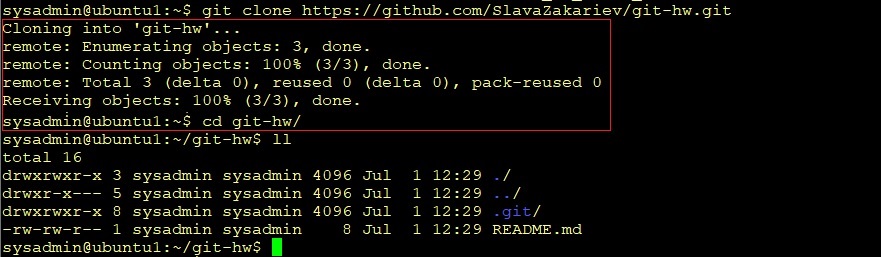 sysadmin@ubuntu1:~$ git clone https://github.com/SlavaZakariev/git-hw.git
Cloning into 'git-hw'...
remote: Enumerating objects: 3, done.
remote: Counting objects: 100% (3/3), done.
remote: Total 3 (delta 0), reused 0 (delta 0), pack-reused 0
Receiving objects: 100% (3/3), done.
sysadmin@ubuntu1:~$ cd git-hw/
sysadmin@ubuntu1:~/git-hw$ ll
total 16
drwxrwxr-x 3 sysadmin sysadmin 4096 Jul  1 12:29 ./
drwxr-x--- 5 sysadmin sysadmin 4096 Jul  1 12:29 ../
drwxrwxr-x 8 sysadmin sysadmin 4096 Jul  1 12:29 .git/
-rw-rw-r-- 1 sysadmin sysadmin    8 Jul  1 12:29 README.md
sysadmin@ubuntu1:~/git-hw$